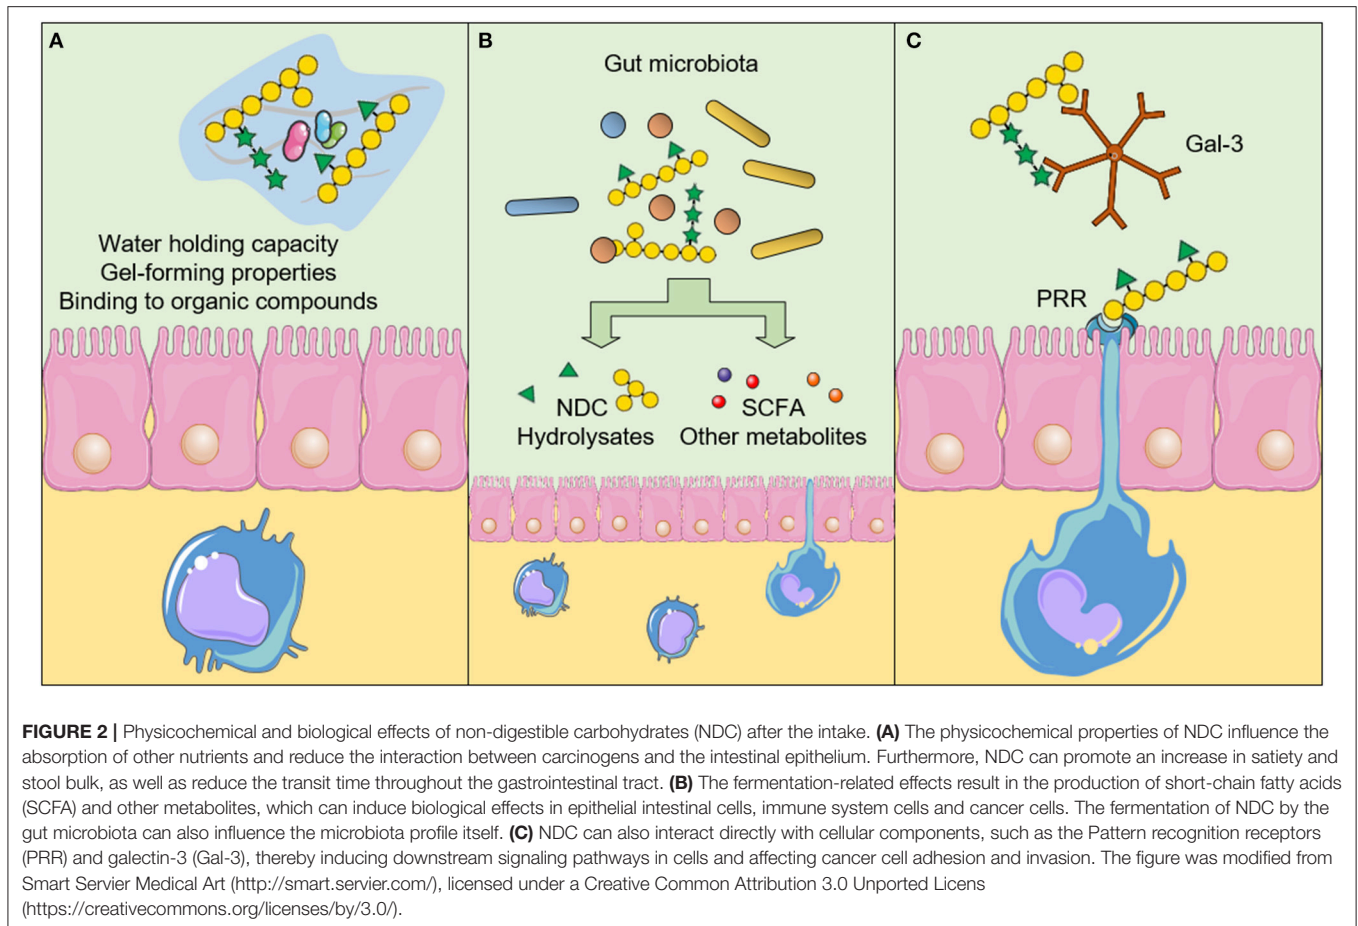 A
Water holding capacity
Gel-forming properties
Binding to organic compounds
B
Gut microbiota
NDC
Hydrolysates
SCFA
Other metabolites
C
Gal-3
PRR
FIGURE 2 | Physicochemical and biological effects of non-digestible carbohydrates (NDC) after the intake. (A) The physicochemical properties of NDC influence the
absorption of other nutrients and reduce the interaction between carcinogens and the intestinal epithelium. Furthermore, NDC can promote an increase in satiety and
stool bulk, as well as reduce the transit time throughout the gastrointestinal tract. (B) The fermentation-related effects result in the production of short-chain fatty acids
(SCFA) and other metabolites, which can induce biological effects in epithelial intestinal cells, immune system cells and cancer cells. The fermentation of NDC by the
gut microbiota can also influence the microbiota profile itself. (C) NDC can also interact directly with cellular components, such as the Pattern recognition receptors
(PRR) and galectin-3 (Gal-3), thereby inducing downstream signaling pathways in cells and affecting cancer cell adhesion and invasion. The figure was modified from
Smart Servier Medical Art (http://smart.servier.com/), licensed under a Creative Common Attribution 3.0 Unported Licens
(https://creativecommons.org/licenses/by/3.0/).